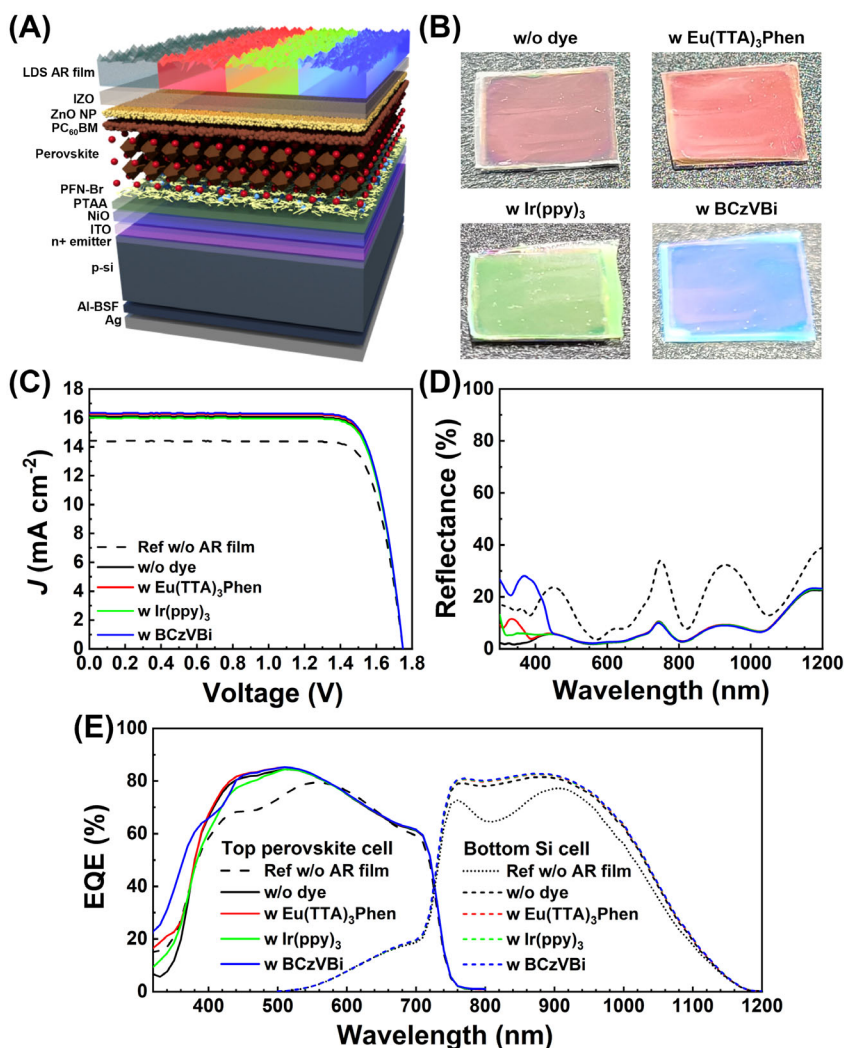 (A)
LDS AR film
IZO
ZnO NP
PC₆₀BM
Perovskite
PFN-Br
PTAA
NiO
ITO
n+ emitter
p-si
Al-BSF
Ag
(B)
w/o dye
w Eu(TTA)₃Phen
w Ir(ppy)₃
w BCzVBi
(C)
18
16
14
12
10
8
6
4
2
0
J (mA cm⁻²)
Ref w/o AR film
w/o dye
w Eu(TTA)₃Phen
w Ir(ppy)₃
w BCzVBi
0.0 0.2 0.4 0.6 0.8 1.0 1.2 1.4 1.6 1.8
Voltage (V)
(D)
100
80
60
40
20
0
Reflectance (%)
400 600 800 1000 1200
Wavelength (nm)
(E)
100
80
60
40
20
0
EQE (%)
Top perovskite cell
Ref w/o AR film
w/o dye
w Eu(TTA)₃Phen
w Ir(ppy)₃
w BCzVBi
Bottom Si cell
Ref w/o AR film
w/o dye
w Eu(TTA)₃Phen
w Ir(ppy)₃
w BCzVBi
400 500 600 700 800 900 1000 1100 1200
Wavelength (nm)